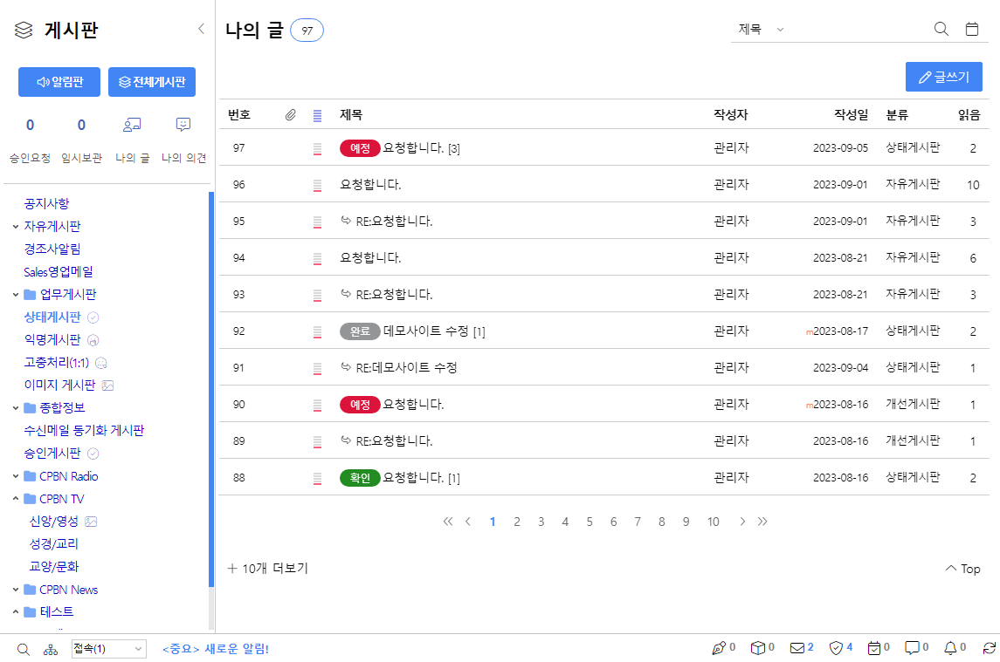 게시판
알림판 전체게시판
0 0
승인요청 임시보관 나의 글 나의 의견
공지사항
자유게시판
경조사알림
Sales영업메일
업무게시판
상태게시판
익명게시판
고충처리(1:1)
이미지 게시판
종합정보
수신메일 동기화 게시판
승인게시판
CPBN Radio
CPBN TV
신앙/영성
성경/교리
교양/문화
CPBN News
테스트
나의 글 97
제목
글쓰기
번호 제목 작성자 작성일 분류 읽음
97 예정 요청합니다. [3] 관리자 2023-09-05 상태게시판 2
96 요청합니다. 관리자 2023-09-01 자유게시판 10
95 RE:요청합니다. 관리자 2023-09-01 자유게시판 3
94 요청합니다. 관리자 2023-08-21 자유게시판 6
93 RE:요청합니다. 관리자 2023-08-21 자유게시판 3
92 완료 데모사이트 수정 [1] 관리자 m2023-08-17 상태게시판 2
91 RE:데모사이트 수정 관리자 2023-09-04 상태게시판 1
90 예정 요청합니다. 관리자 m2023-08-16 개선게시판 1
89 RE:요청합니다. 관리자 2023-08-16 개선게시판 1
88 확인 요청합니다. [1] 관리자 2023-08-16 상태게시판 2
1 2 3 4 5 6 7 8 9 10
10개 더보기 Top
접속(1) <중요> 새로운 알림! 0 0 2 4 0 0 0